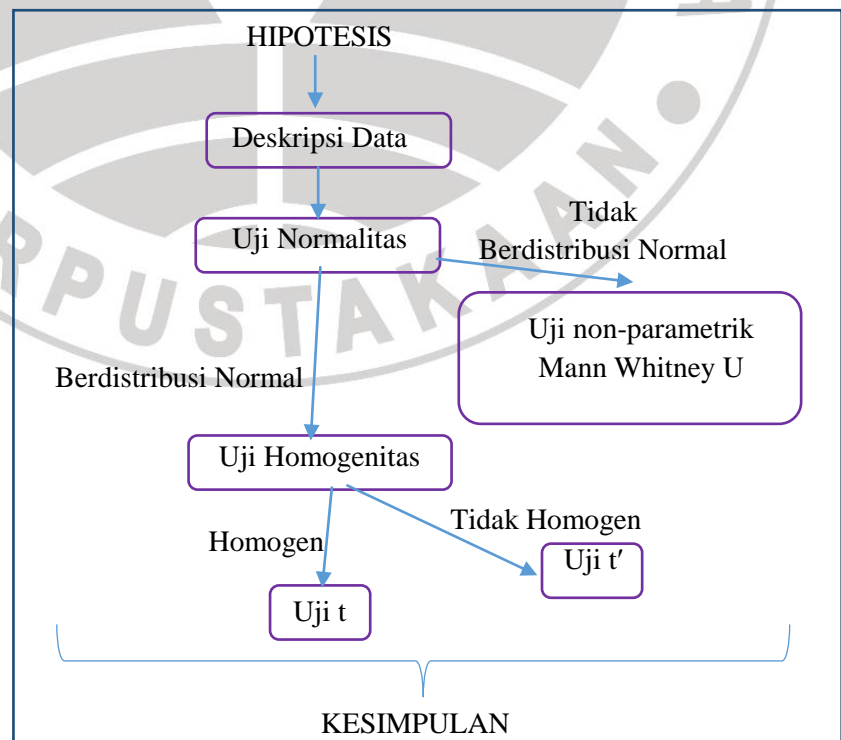 HIPOTESIS
Deskripsi Data
Uji Normalitas
Tidak
Berdistribusi Normal
Uji non-parametrik
Mann Whitney U
Berdistribusi Normal
Uji Homogenitas
Homogen
Tidak Homogen
Uji t′
Uji t
KESIMPULAN
RPUSTAKAAN